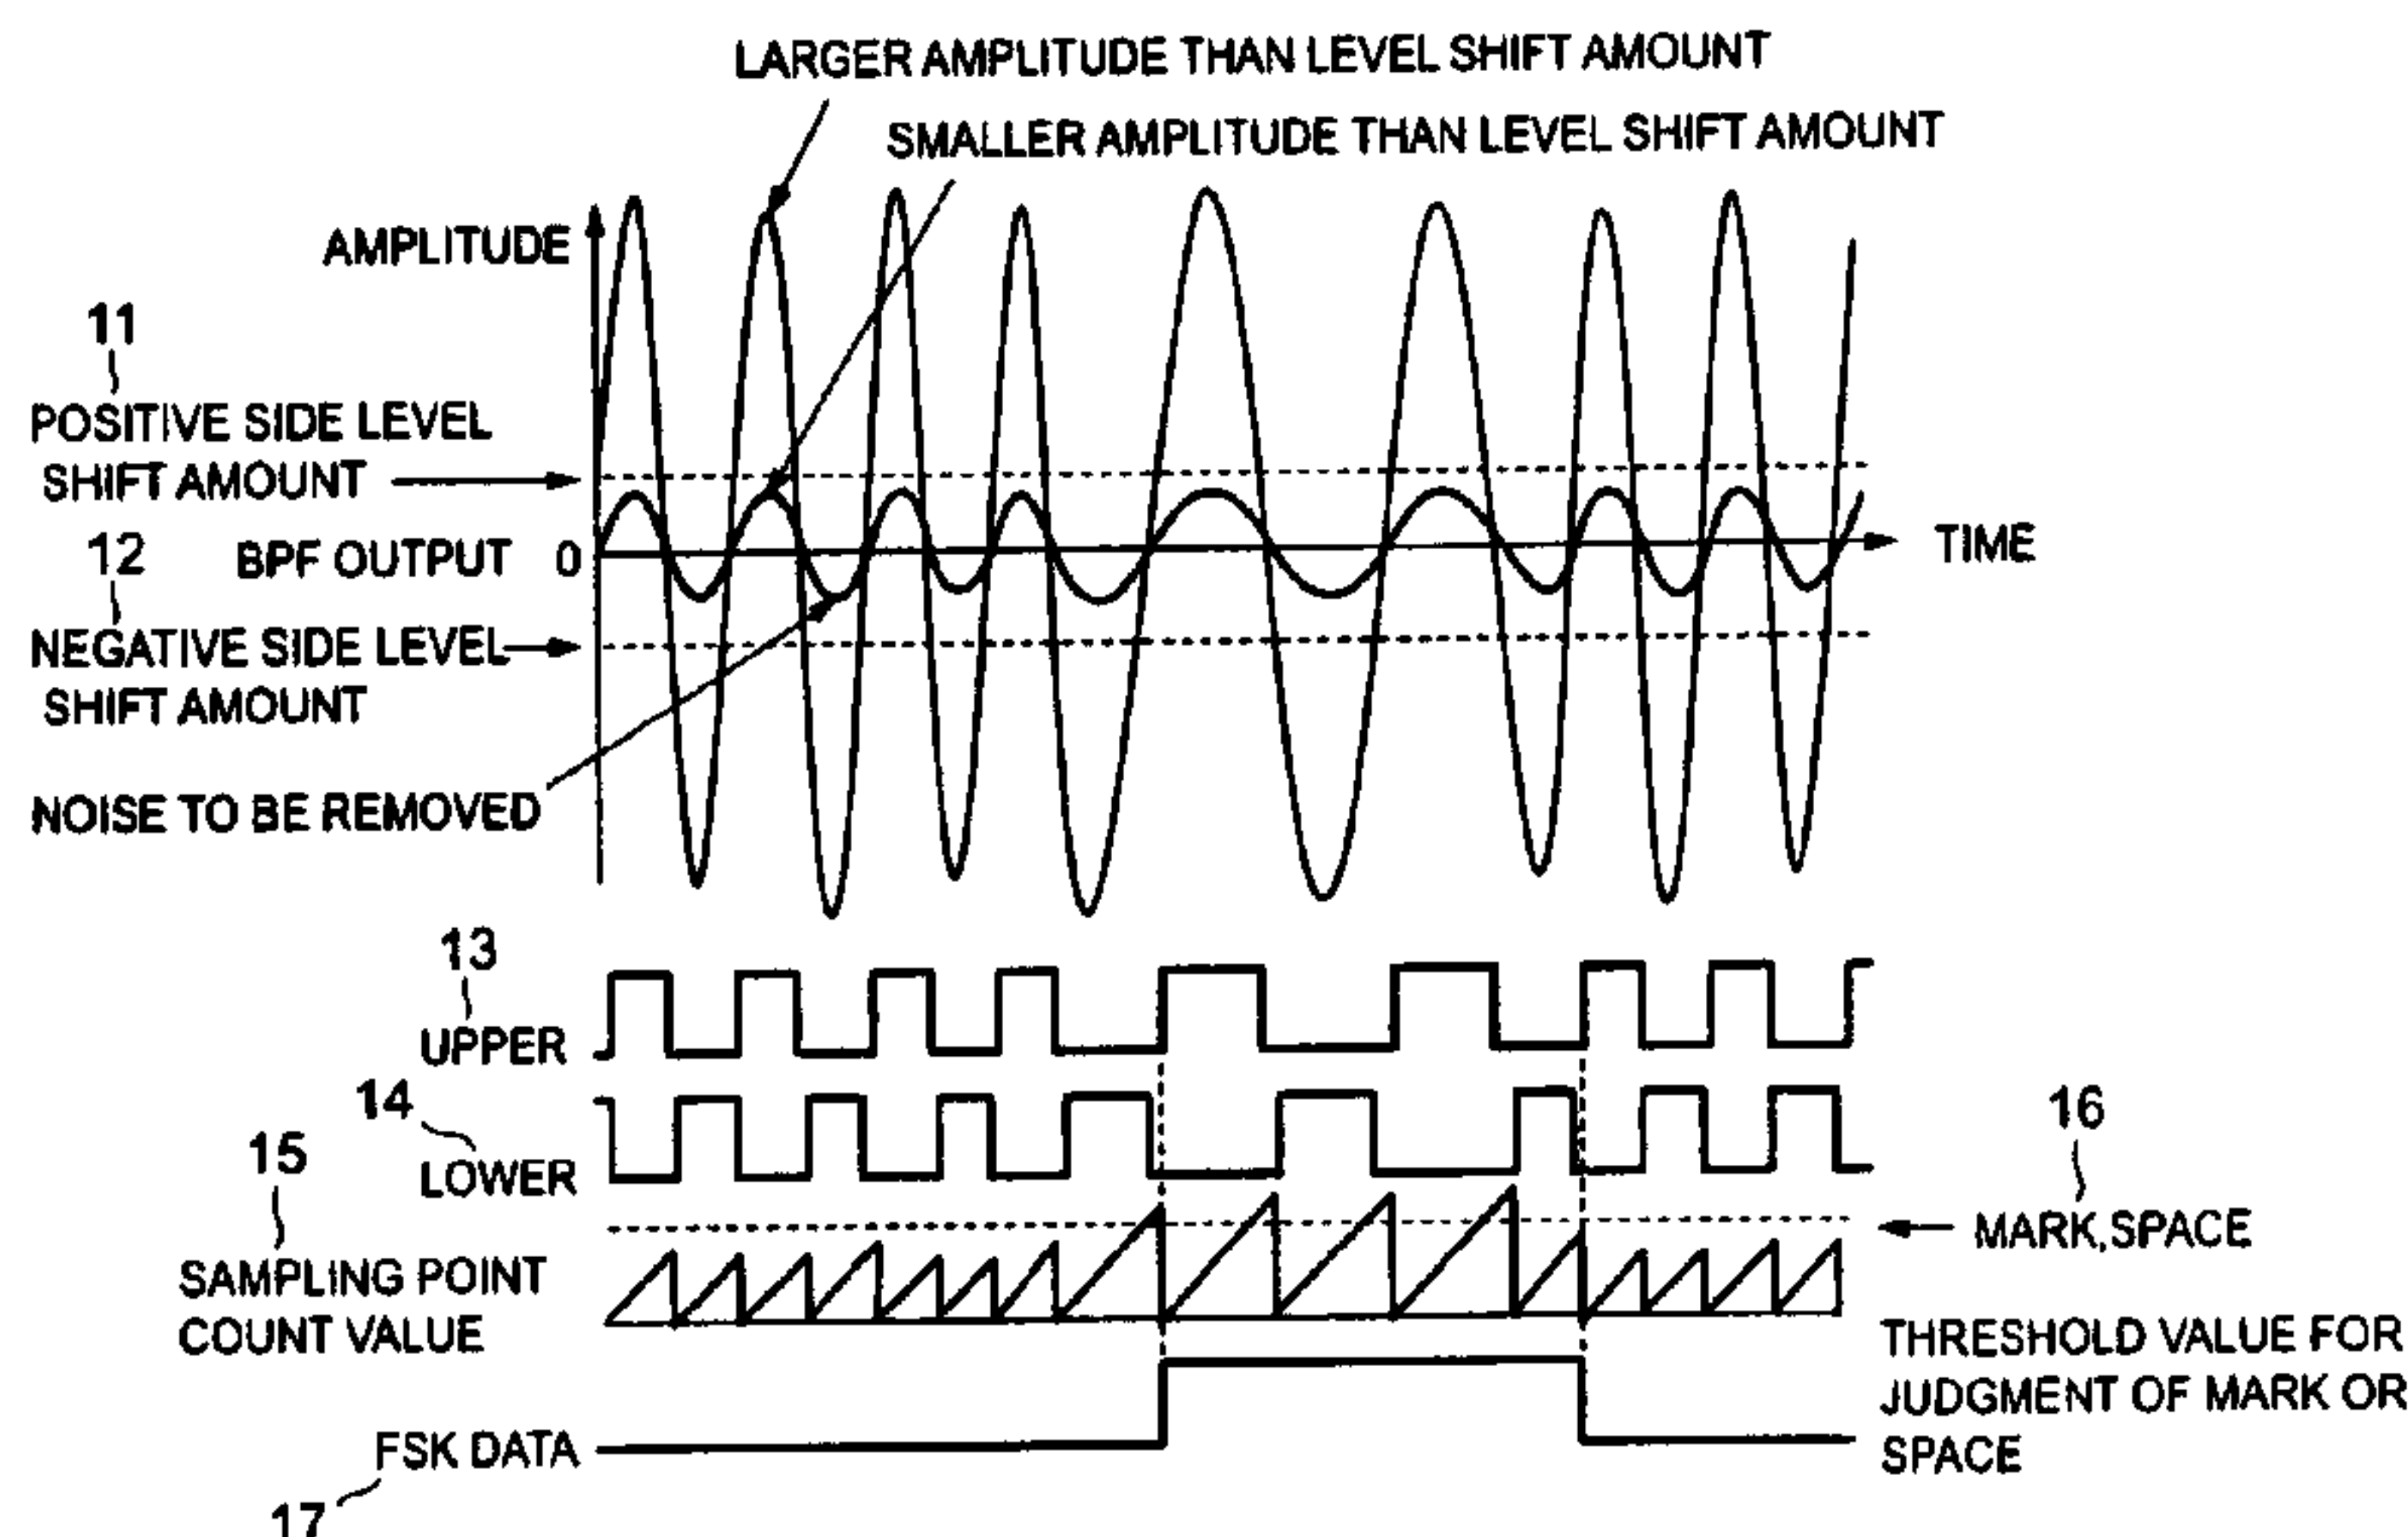 LARGER AMPLITUDE THAN LEVEL SHIFT AMOUNT
SMALLER AMPLITUDE THAN LEVEL SHIFT AMOUNT
AMPLITUDE
11
POSITIVE SIDE LEVEL
SHIFT AMOUNT
12
BPF OUTPUT 0
TIME
NEGATIVE SIDE LEVEL
SHIFT AMOUNT
NOISE TO BE REMOVED
13
UPPER
14
LOWER
15
SAMPLING POINT
COUNT VALUE
16
MARK,SPACE
THRESHOLD VALUE FOR
JUDGMENT OF MARK OR
SPACE
FSK DATA
17